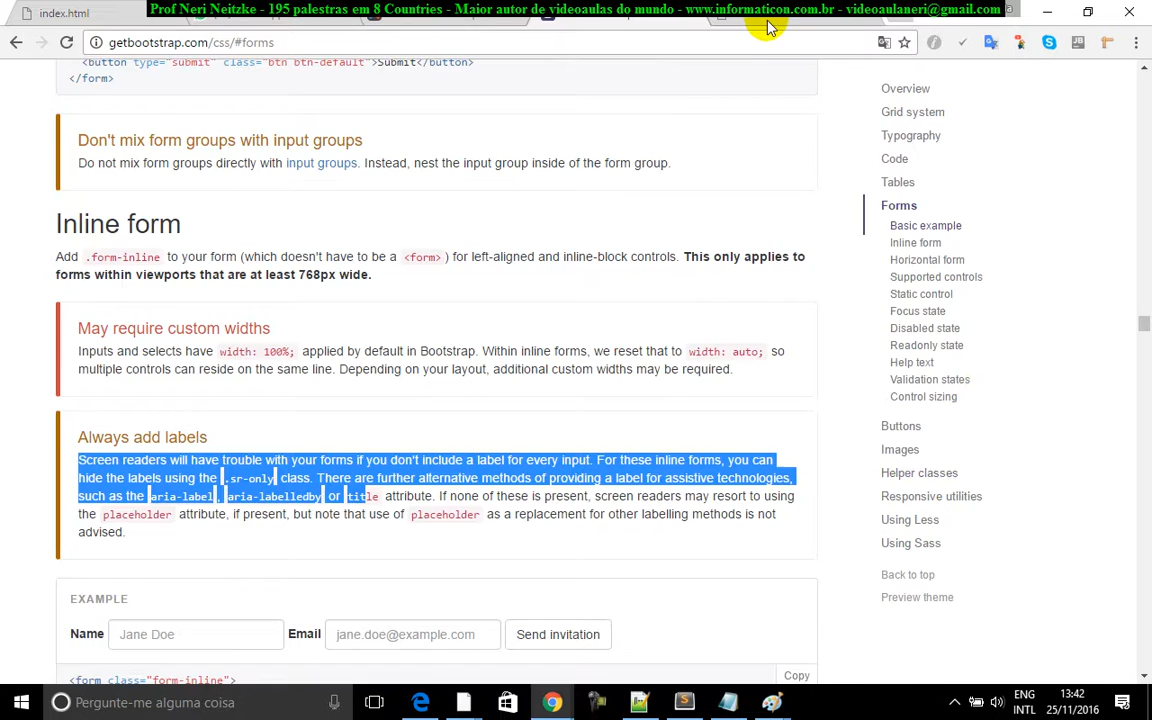 index.html
Prof Neri Neitzke - 195 palestras em 8 Countries - Maior autor de videoaulas do mundo - www.informaticon.com.br - videoaulaneri@gmail.com
getbootstrap.com/css/#forms
<button type="submit" class="btn btn-default">Submit</button>
</form>
Don't mix form groups with input groups
Do not mix form groups directly with input groups. Instead, nest the input group inside of the form group.
Inline form
Add .form-inline to your form (which doesn't have to be a <form>) for left-aligned and inline-block controls. This only applies to
forms within viewports that are at least 768px wide.
May require custom widths
Inputs and selects have width: 100%; applied by default in Bootstrap. Within inline forms, we reset that to width: auto; so
multiple controls can reside on the same line. Depending on your layout, additional custom widths may be required.
Always add labels
Screen readers will have trouble with your forms if you don't include a label for every input. For these inline forms, you can
hide the labels using the .sr-only class. There are further alternative methods of providing a label for assistive technologies,
such as the aria-label, aria-labelledby or title attribute. If none of these is present, screen readers may resort to using
the placeholder attribute, if present, but note that use of placeholder as a replacement for other labelling methods is not
advised.
EXAMPLE
Name Jane Doe Email jane.doe@example.com Send invitation
Copy
<form class="form-inline">
Overview
Grid system
Typography
Code
Tables
Forms
Basic example
Inline form
Horizontal form
Supported controls
Static control
Focus state
Disabled state
Readonly state
Help text
Validation states
Control sizing
Buttons
Images
Helper classes
Responsive utilities
Using Less
Using Sass
Back to top
Preview theme
Pergunte-me alguma coisa
ENG
INTL
13:42
25/11/2016